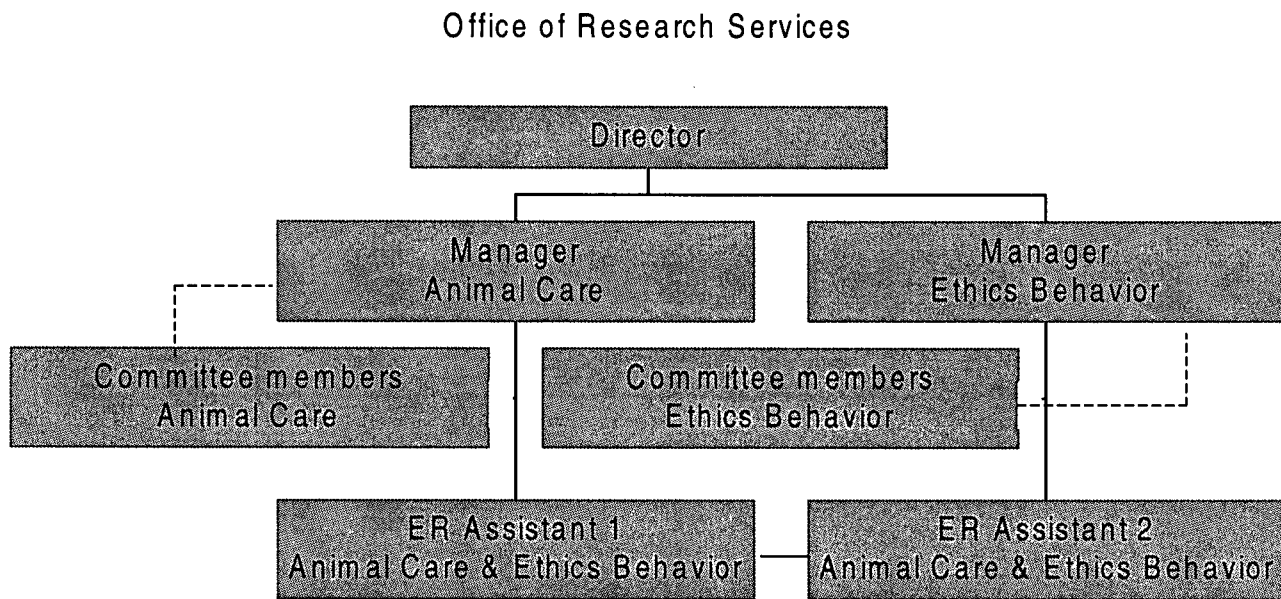 Office of Research Services
Director
Manager
Animal Care
Manager
Ethics Behavior
Committee members
Animal Care
Committee members
Ethics Behavior
ER Assistant 1
Animal Care & Ethics Behavior
ER Assistant 2
Animal Care & Ethics Behavior